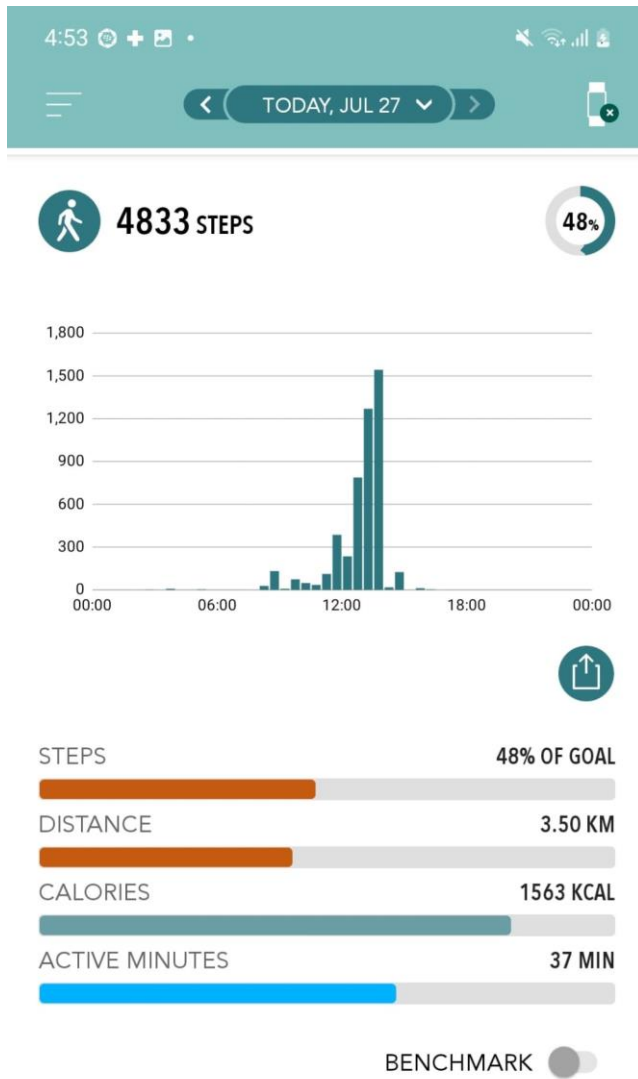 4:53
TODAY, JUL 27
4833 STEPS
48%
1,800
1,500
1,200
900
600
300
0
00:00 06:00 12:00 18:00 00:00
STEPS 48% OF GOAL
DISTANCE 3.50 KM
CALORIES 1563 KCAL
ACTIVE MINUTES 37 MIN
BENCHMARK